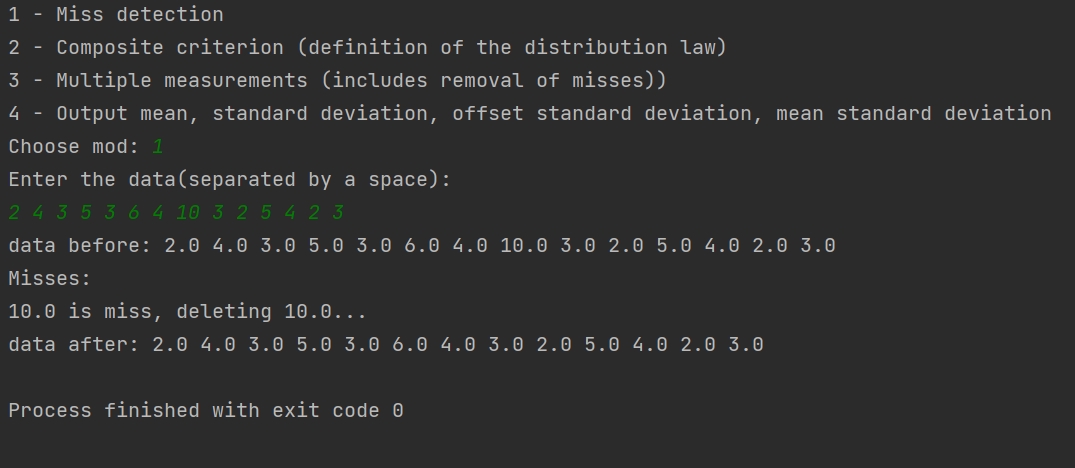 1 - Miss detection
2 - Composite criterion (definition of the distribution law)
3 - Multiple measurements (includes removal of misses))
4 - Output mean, standard deviation, offset standard deviation, mean standard deviation
Choose mod: 1
Enter the data(separated by a space):
2 4 3 5 3 6 4 10 3 2 5 4 2 3
data before: 2.0 4.0 3.0 5.0 3.0 6.0 4.0 10.0 3.0 2.0 5.0 4.0 2.0 3.0
Misses:
10.0 is miss, deleting 10.0...
data after: 2.0 4.0 3.0 5.0 3.0 6.0 4.0 3.0 2.0 5.0 4.0 2.0 3.0
Process finished with exit code 0